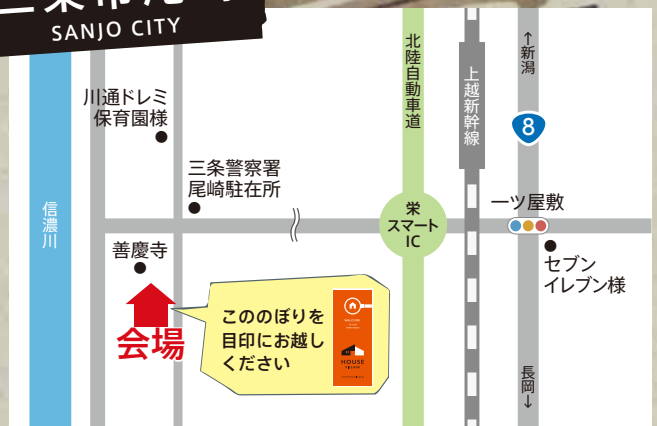 SANJO CITY
川通ドレミ
保育園様
三条警察署
尾崎駐在所
善慶寺
信濃川
会場
こののぼりを
目印にお越し
ください
HOUSE
北陸自動車道
栄
スマート
IC
上越新幹線
↑新潟
8
一ツ屋敷
セブン
イレブン様
長岡↓